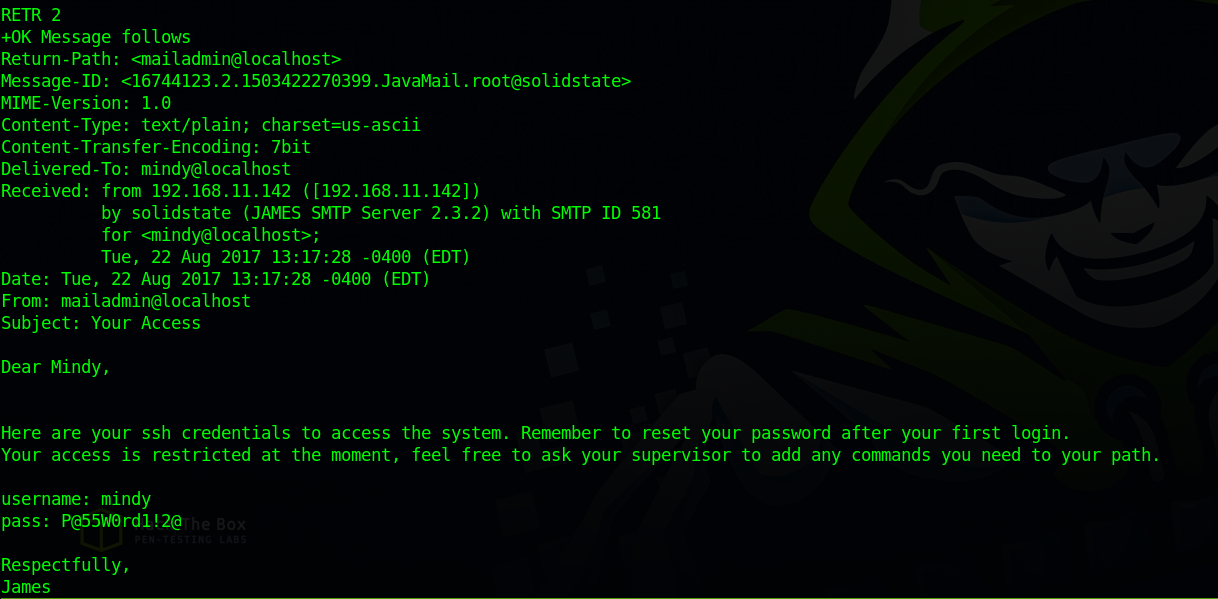 RETR 2
+OK Message follows
Return-Path: <mailadmin@localhost>
Message-ID: <16744123.2.1503422270399.JavaMail.root@solidstate>
MIME-Version: 1.0
Content-Type: text/plain; charset=us-ascii
Content-Transfer-Encoding: 7bit
Delivered-To: mindy@localhost
Received: from 192.168.11.142 ([192.168.11.142])
          by solidstate (JAMES SMTP Server 2.3.2) with SMTP ID 581
          for <mindy@localhost>;
          Tue, 22 Aug 2017 13:17:28 -0400 (EDT)
Date: Tue, 22 Aug 2017 13:17:28 -0400 (EDT)
From: mailadmin@localhost
Subject: Your Access
Dear Mindy,
Here are your ssh credentials to access the system. Remember to reset your password after your first login.
Your access is restricted at the moment, feel free to ask your supervisor to add any commands you need to your path.
username: mindy
pass: P@55W0rd1!2@
The Box
PEN-TESTING LABS
Respectfully,
James